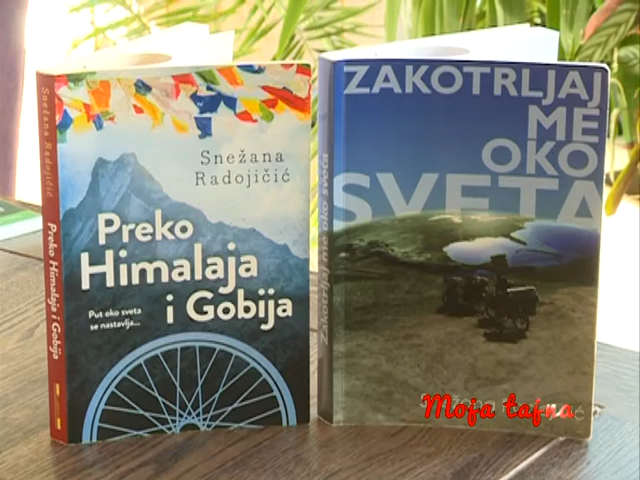 Snežana Radojičić
Preko Himalaja i Gobija
Snežana
Radojičić
Preko
Himalaja
i Gobija
Put oko sveta
se nastavlja...
Zakotrljaj me oko sveta
ZAKOTRLJAJ
ME
OKO
SVETA
Moja tajna